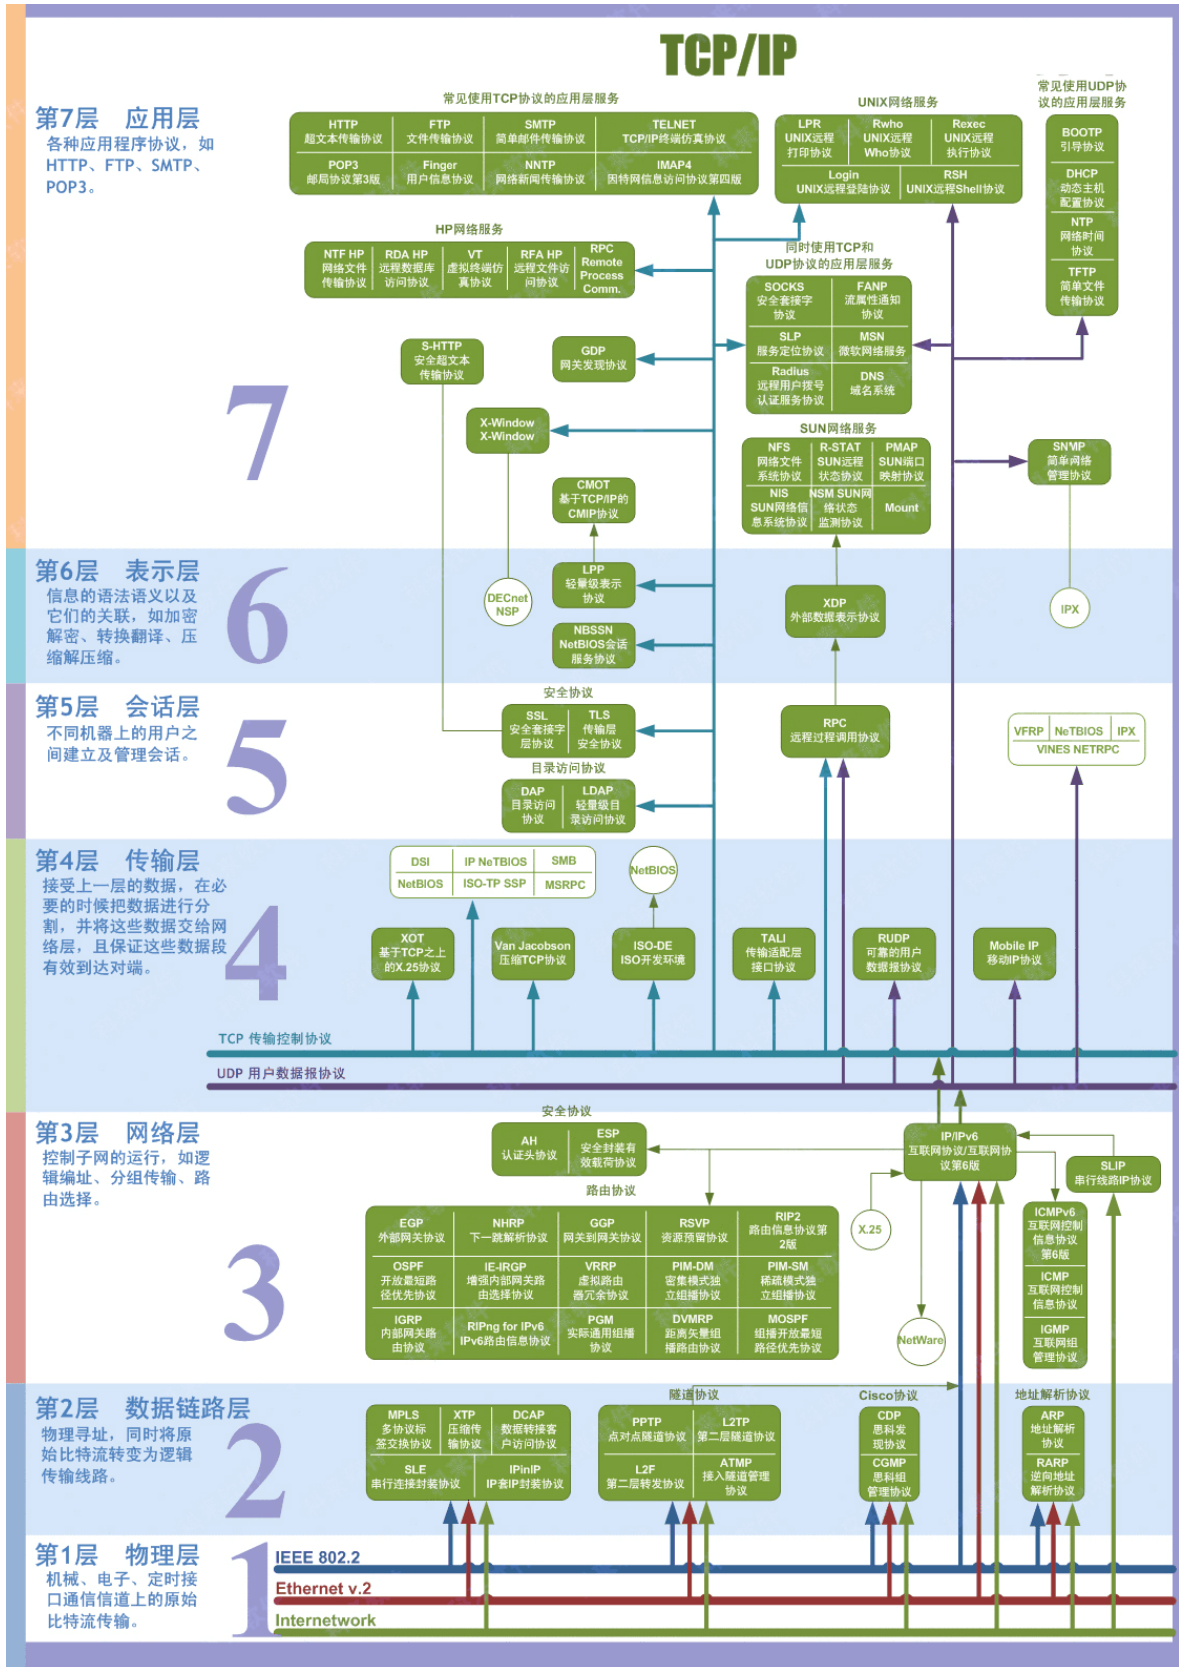 TCP/IP
第7层 应用层
各种应用程序协议，如
HTTP、FTP、SMTP、
POP3。
常见使用TCP协议的应用层服务
HTTP
超文本传输协议
FTP
文件传输协议
SMTP
简单邮件传输协议
TELNET
TCP/IP终端仿真协议
POP3
邮局协议第3版
Finger
用户信息协议
NNTP
网络新闻传输协议
IMAP4
因特网信息访问协议第四版
UNIX网络服务
LPR
UNIX远程
打印协议
Rwho
UNIX远程
Who协议
Rexec
UNIX远程
执行协议
Login
UNIX远程登陆协议
RSH
UNIX远程Shell协议
常见使用UDP协
议的应用层服务
BOOTP
引导协议
DHCP
动态主机
配置协议
NTP
网络时间
协议
TFTP
简单文件
传输协议
HP网络服务
NTF HP
网络文件
传输协议
RDA HP
远程数据库
访问协议
VT
虚拟终端仿
真协议
RFA HP
远程文件访
问协议
RPC
Remote
Process
Comm.
同时使用TCP和
UDP协议的应用层服务
SOCKS
安全套接字
协议
FANP
流属性通知
协议
SLP
服务定位协议
MSN
微软网络服务
Radius
远程用户拨号
认证服务协议
DNS
域名系统
S-HTTP
安全超文本
传输协议
GDP
网关发现协议
X-Window
X-Window
CMOT
基于TCP/IP的
CMIP协议
SUN网络服务
NFS
网络文件
系统协议
R-STAT
SUN远程
状态协议
PMAP
SUN端口
映射协议
NIS
SUN网络信
息系统协议
NSM SUN网
络状态
监测协议
Mount
SNMP
简单网络
管理协议
7
第6层 表示层
信息的语法语义以及
它们的关联，如加密
解密、转换翻译、压
缩解压缩。
6
DECnet
NSP
LPP
轻量级表示
协议
NBSSN
NetBIOS会话
服务协议
XDP
外部数据表示协议
IPX
第5层 会话层
不同机器上的用户之
间建立及管理会话。
5
安全协议
SSL
安全套接字
层协议
TLS
传输层
安全协议
目录访问协议
DAP
目录访问
协议
LDAP
轻量级目
录访问协议
RPC
远程过程调用协议
VFRP
NeTBIOS
IPX
VINES NETRPC
第4层 传输层
接受上一层的数据，在必
要的时候把数据进行分
割，并将这些数据交给网
络层，且保证这些数据段
有效到达对端。
4
DSI
IP NeTBIOS
SMB
NetBIOS
ISO-TP SSP
MSRPC
NetBIOS
XOT
基于TCP之上
的X.25协议
Van Jacobson
压缩TCP协议
ISO-DE
ISO开发环境
TALI
传输适配层
接口协议
RUDP
可靠的用户
数据报协议
Mobile IP
移动IP协议
TCP 传输控制协议
UDP 用户数据报协议
第3层 网络层
控制子网的运行，如逻
辑编址、分组传输、路
由选择。
3
安全协议
AH
认证头协议
ESP
安全封装有
效载荷协议
IP/IPv6
互联网协议/互联网协
议第6版
SLIP
串行线路IP协议
路由协议
EGP
外部网关协议
NHRP
下一跳解析协议
GGP
网关到网关协议
RSVP
资源预留协议
RIP2
路由信息协议第
2版
OSPF
开放最短路
径优先协议
IE-IRGP
增强内部网关路
由选择协议
VRRP
虚拟路由
器冗余协议
PIM-DM
密集模式独
立组播协议
PIM-SM
稀疏模式独
立组播协议
IGRP
内部网关路
由协议
RIPng for IPv6
IPv6路由信息协议
PGM
实际通用组播
协议
DVMRP
距离矢量组
播路由协议
MOSPF
组播开放最短
路径优先协议
X.25
NetWare
ICMPv6
互联网控制
信息协议
第6版
ICMP
互联网控制
信息协议
IGMP
互联网组
管理协议
第2层 数据链路层
物理寻址，同时将原
始比特流转变为逻辑
传输线路。
2
MPLS
多协议标
签交换协议
XTP
压缩传
输协议
DCAP
数据转接客
户访问协议
SLE
串行连接封装协议
IPinIP
IP套IP封装协议
隧道协议
PPTP
点对点隧道协议
L2TP
第二层隧道协议
L2F
第二层转发协议
ATMP
接入隧道管理
协议
Cisco协议
CDP
思科发
现协议
CGMP
思科组
管理协议
地址解析协议
ARP
地址解析
协议
RARP
逆向地址
解析协议
第1层 物理层
机械、电子、定时接
口通信信道上的原始
比特流传输。
1
IEEE 802.2
Ethernet v.2
Internetwork